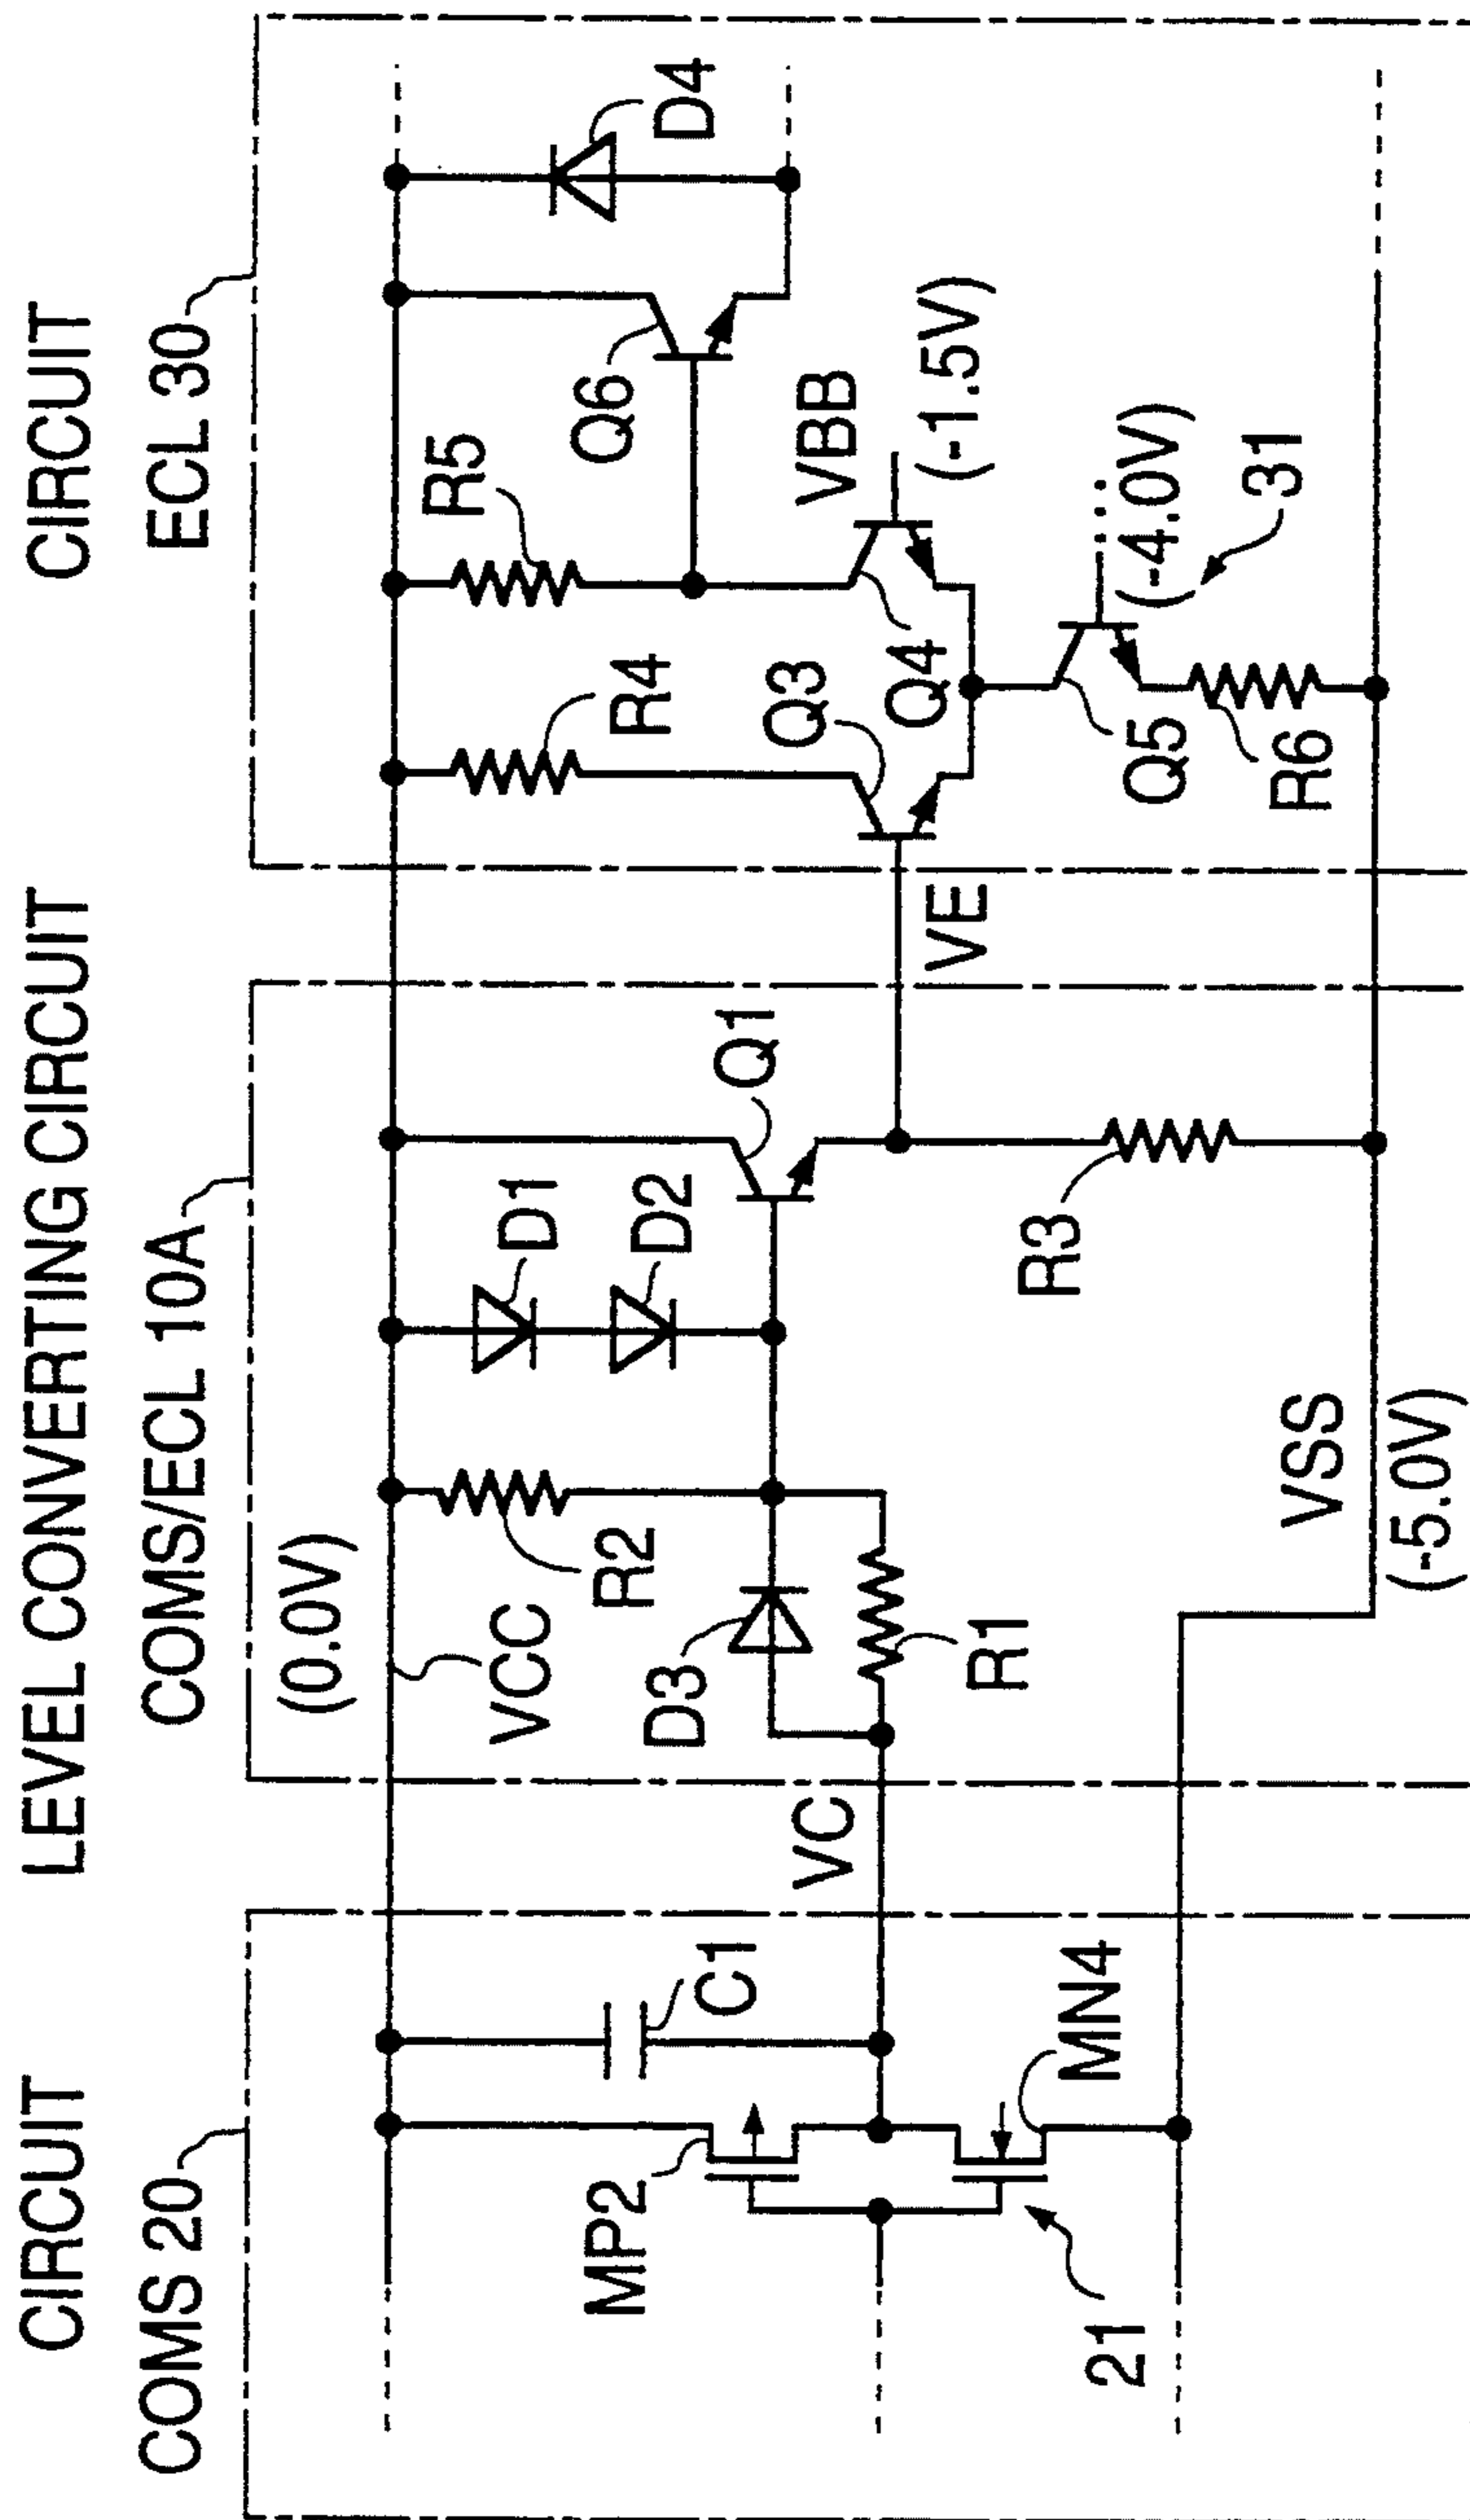 CIRCUIT
COMS 20
LEVEL CONVERTING CIRCUIT
COMS/ECL 10A
CIRCUIT
ECL 30
(0.0V)
VCC
MP2
C1
MN4
21
VC
D3
R2
R1
D1
D2
Q1
R3
VSS
(-5.0V)
VE
R4
R5
Q3
Q4
Q6
D4
VBB
(-1.5V)
Q5
(-4.0V)
R6
31